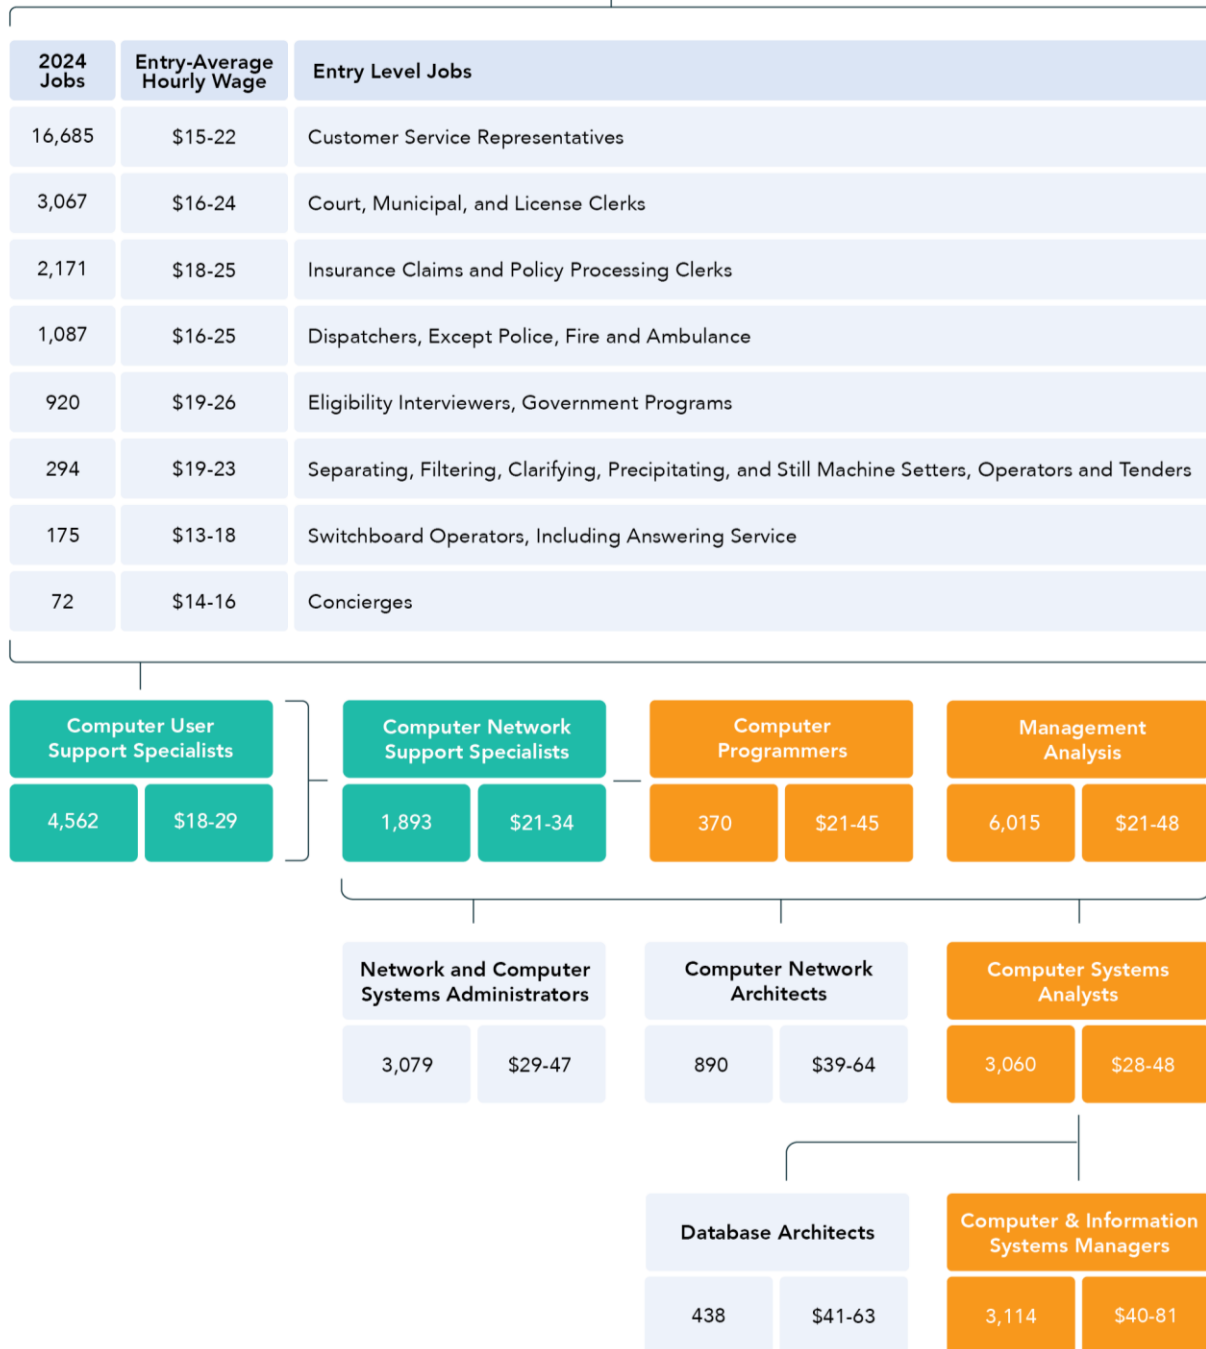 2024 Jobs
Entry-Average Hourly Wage
Entry Level Jobs
16,685 $15-22 Customer Service Representatives
3,067 $16-24 Court, Municipal, and License Clerks
2,171 $18-25 Insurance Claims and Policy Processing Clerks
1,087 $16-25 Dispatchers, Except Police, Fire and Ambulance
920 $19-26 Eligibility Interviewers, Government Programs
294 $19-23 Separating, Filtering, Clarifying, Precipitating, and Still Machine Setters, Operators and Tenders
175 $13-18 Switchboard Operators, Including Answering Service
72 $14-16 Concierges
Computer User
Support Specialists
4,562 $18-29
Computer Network
Support Specialists
1,893 $21-34
Computer
Programmers
370 $21-45
Management
Analysis
6,015 $21-48
Network and Computer
Systems Administrators
3,079 $29-47
Computer Network
Architects
890 $39-64
Computer Systems
Analysts
3,060 $28-48
Database Architects
438 $41-63
Computer & Information
Systems Managers
3,114 $40-81